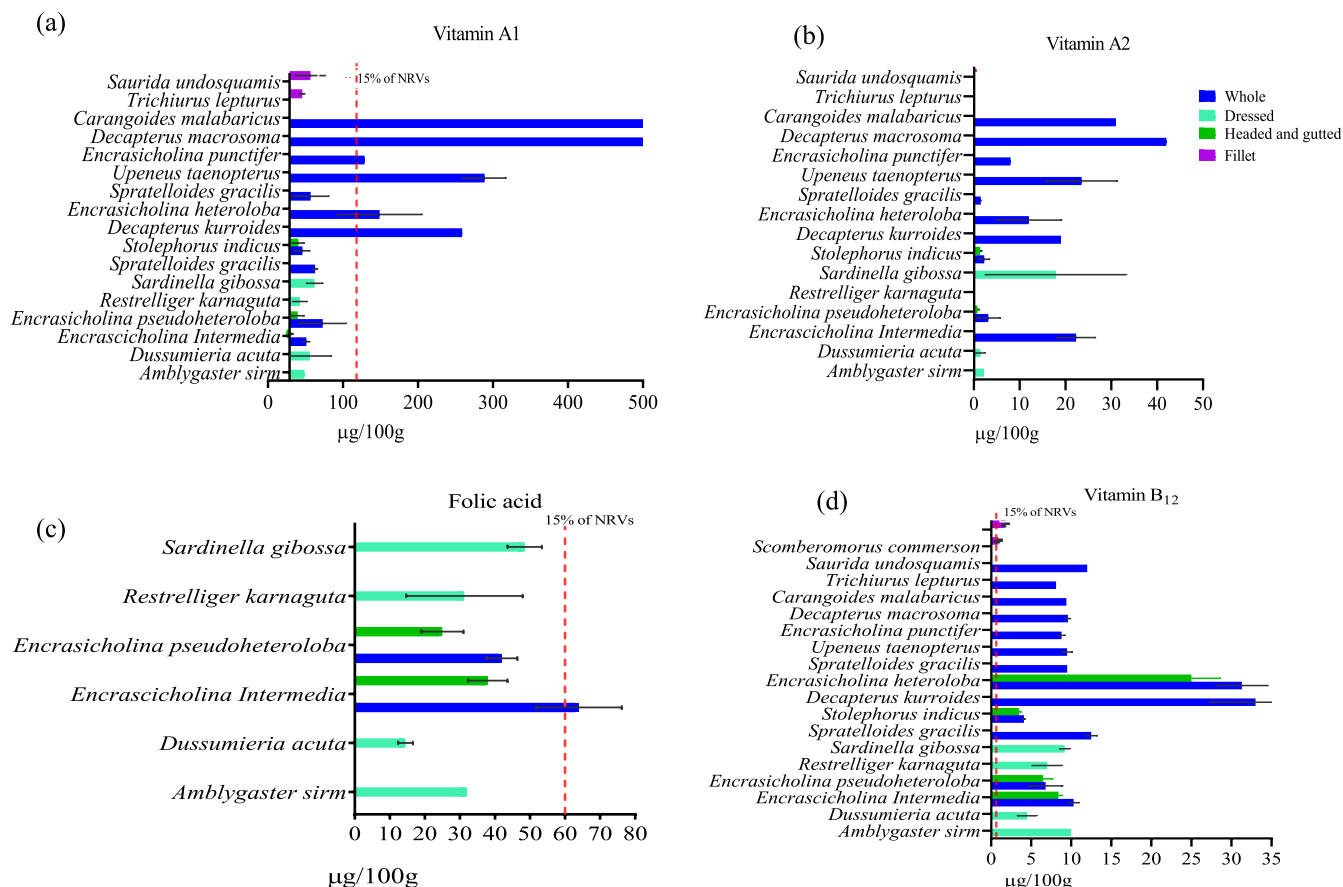 (a)
Vitamin A1
15% of NRVs
Saurida undosquamis
Trichiurus lepturus
Carangoides malabaricus
Decapterus macrosoma
Encrasicholina punctifer
Upeneus taenopterus
Spratelloides gracilis
Encrasicholina heteroloba
Decapterus kurroides
Stolephorus indicus
Spratelloides gracilis
Sardinella gibossa
Restrelliger karnaguta
Encrasicholina pseudoheteroloba
Encrascicholina Intermedia
Dussumieria acuta
Amblygaster sirm
0 100 200 300 400 500
µg/100g
(b)
Vitamin A2
Saurida undosquamis
Trichiurus lepturus
Carangoides malabaricus
Decapterus macrosoma
Encrasicholina punctifer
Upeneus taenopterus
Spratelloides gracilis
Encrasicholina heteroloba
Decapterus kurroides
Stolephorus indicus
Sardinella gibossa
Restrelliger karnaguta
Encrasicholina pseudoheteroloba
Encrascicholina Intermedia
Dussumieria acuta
Amblygaster sirm
0 10 20 30 40 50
µg/100g
Whole
Dressed
Headed and gutted
Fillet
(c)
Folic acid
15% of NRVs
Sardinella gibossa
Restrelliger karnaguta
Encrasicholina pseudoheteroloba
Encrascicholina Intermedia
Dussumieria acuta
Amblygaster sirm
0 10 20 30 40 50 60 70 80
µg/100g
(d)
Vitamin B12
15% of NRVs
Scomberomorus commerson
Saurida undosquamis
Trichiurus lepturus
Carangoides malabaricus
Decapterus macrosoma
Encrasicholina punctifer
Upeneus taenopterus
Spratelloides gracilis
Encrasicholina heteroloba
Decapterus kurroides
Stolephorus indicus
Spratelloides gracilis
Sardinella gibossa
Restrelliger karnaguta
Encrasicholina pseudoheteroloba
Encrascicholina Intermedia
Dussumieria acuta
Amblygaster sirm
0 5 10 15 20 25 30 35
µg/100g